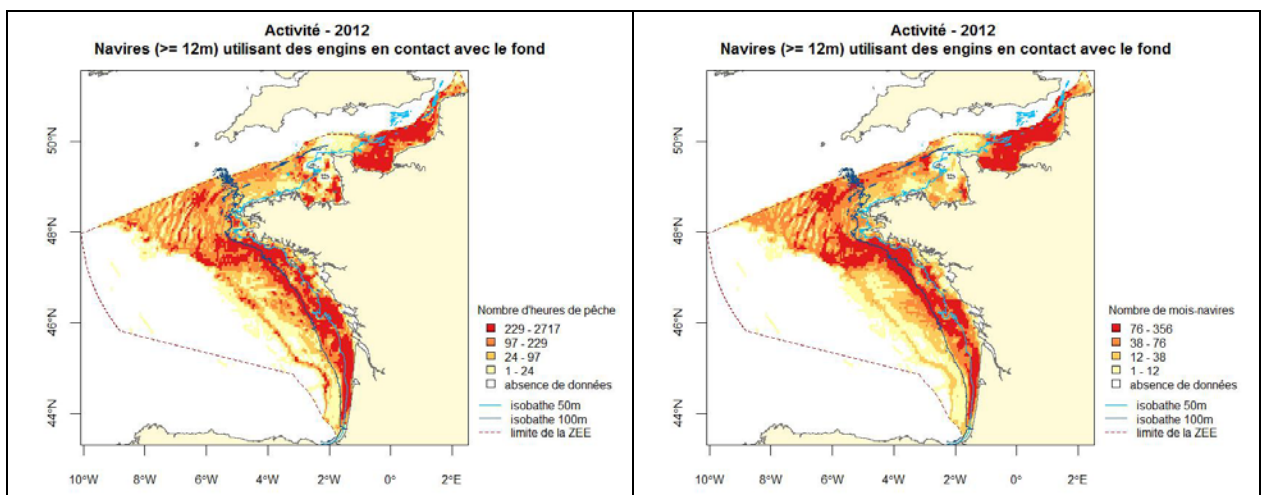 Activité - 2012
Navires (>= 12m) utilisant des engins en contact avec le fond
50°N
48°N
46°N
44°N
10°W 8°W 6°W 4°W 2°W 0° 2°E
Nombre d'heures de pêche
229 - 2717
97 - 229
24 - 97
1 - 24
absence de données
isobathe 50m
isobathe 100m
limite de la ZEE
Activité - 2012
Navires (>= 12m) utilisant des engins en contact avec le fond
50°N
48°N
46°N
44°N
10°W 8°W 6°W 4°W 2°W 0° 2°E
Nombre de mois-navires
76 - 356
38 - 76
12 - 38
1 - 12
absence de données
isobathe 50m
isobathe 100m
limite de la ZEE